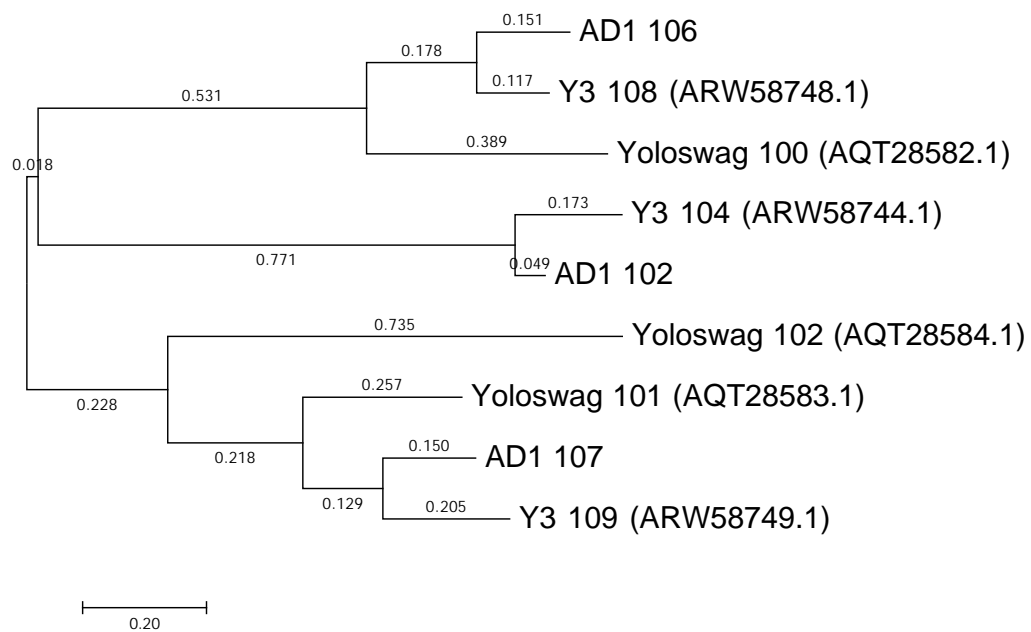 0.151
AD1 106
0.178
0.117
Y3 108 (ARW58748.1)
0.531
0.389
Yoloswag 100 (AQT28582.1)
0.018
0.173
Y3 104 (ARW58744.1)
0.771
0.049
AD1 102
0.735
Yoloswag 102 (AQT28584.1)
0.257
Yoloswag 101 (AQT28583.1)
0.228
0.218
0.150
AD1 107
0.129
0.205
Y3 109 (ARW58749.1)
0.20